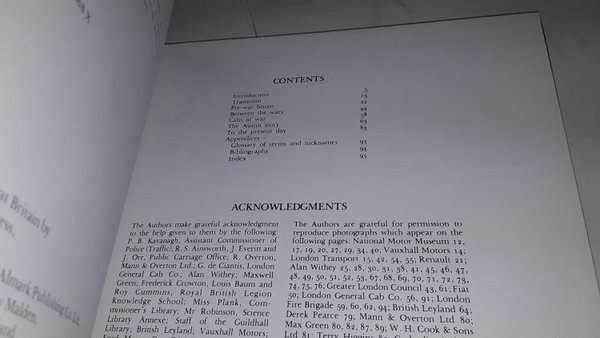 CONTENTS
Introduction 5
Transition 13
Pre-war boom
Between the wars 44
Cabs at war 58
The Austin story 65
To the present day 83
Appendices –
Glossary of terms and nicknames 93
Bibliography 94
Index 95
ACKNOWLEDGMENTS
The Authors make grateful acknowledgment
to the help given to them by the following:
P. B. Kavanagh, Assistant Commissioner of
Police (Traffic), R. S. Ainsworth, J. Everitt and
J. Orr, Public Carriage Office; R. Overton,
Mann & Overton Ltd; G. de Ciantis, London
General Cab Co; Alan Withey; Maxwell
Green, Frederick Crowton; Louis Baum and
Roy Cummins, Royal British Legion
Knowledge School; Miss Plank, Com-
missioner's Library; Mr Robinson, Science
Library Annexe; Staff of the Guildhall
Library; British Leyland; Vauxhall Motors;
The Authors are grateful for permission to
reproduce photographs which appear on the
following pages: National Motor Museum 12,
17, 19, 20, 27, 29, 34, 40; Vauxhall Motors 14;
London Transport 15, 42, 54, 55; Renault 21;
Alan Withey 25, 28, 30, 31, 38, 41, 45, 46, 47,
48, 49, 50, 51, 52, 53, 67, 68, 69, 70, 71, 72, 73,
74, 75, 76; Greater London Council 43, 61; Fiat
50; London General Cab Co. 56, 91; London
Fire Brigade 59, 60, 62, 94; British Leyland 64;
Derek Pearce 79; Mann & Overton Ltd 80;
Max Green 80, 82, 87, 89; W. H. Cook & Sons
Ltd 81; Terry Higgins
at Britain by
ess,
Almark Publishing Co. Ltd.
Malden,
and